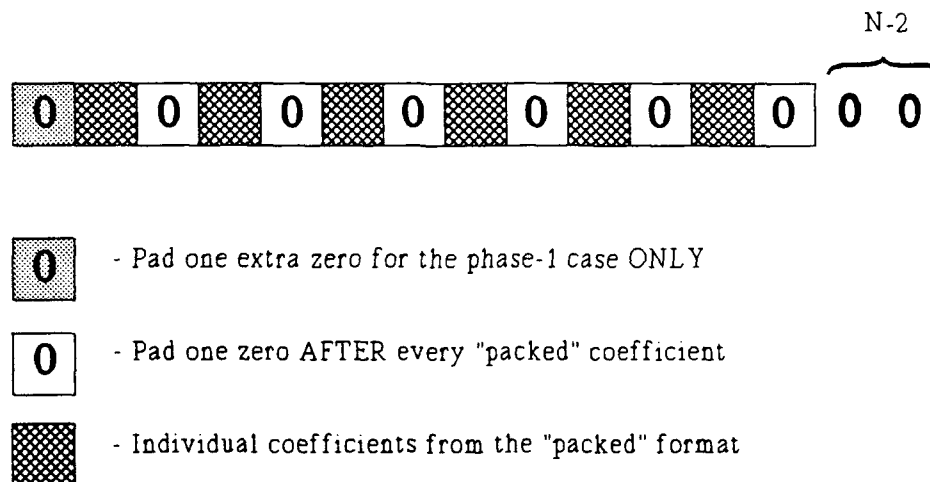 N-2
0 0 0 0 0 0 0 0 0
0 - Pad one extra zero for the phase-1 case ONLY
0 - Pad one zero AFTER every "packed" coefficient
- Individual coefficients from the "packed" format